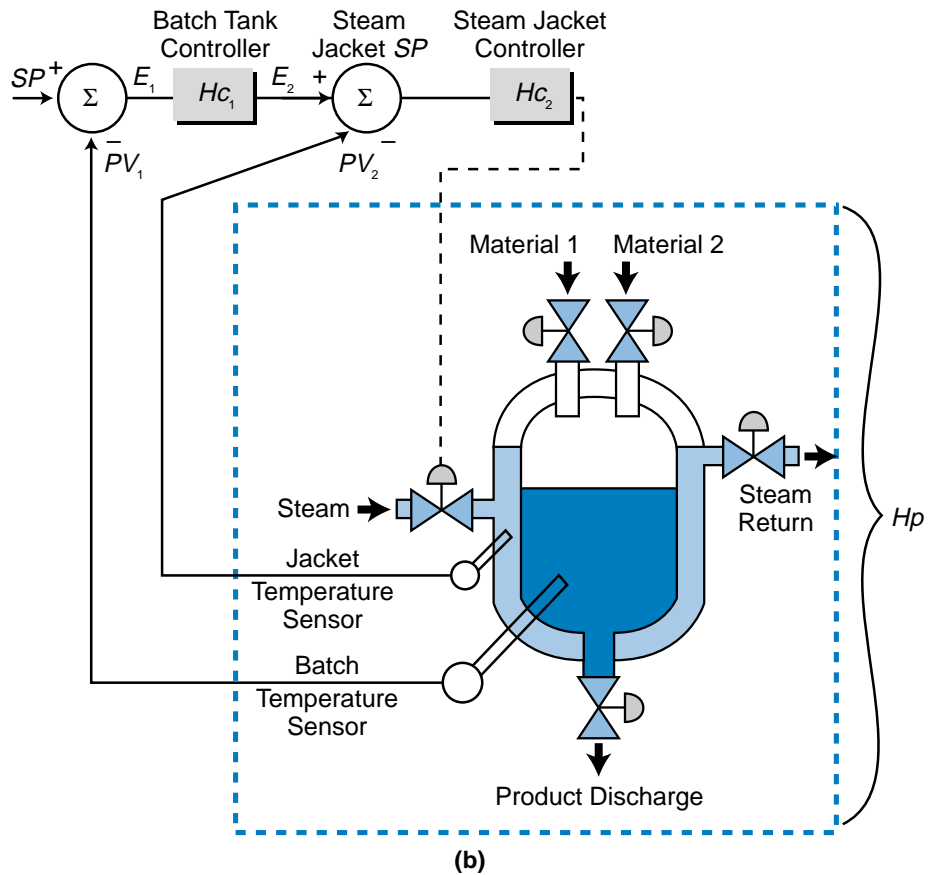 Batch Tank
Controller
Steam
Jacket SP
Steam Jacket
Controller
SP +
Σ
E₁
Hc₁
E₂
+
Σ
Hc₂
−
PV₁
PV₂ −
Material 1
Material 2
Steam
Steam
Return
Hp
Jacket
Temperature
Sensor
Batch
Temperature
Sensor
Product Discharge
(b)